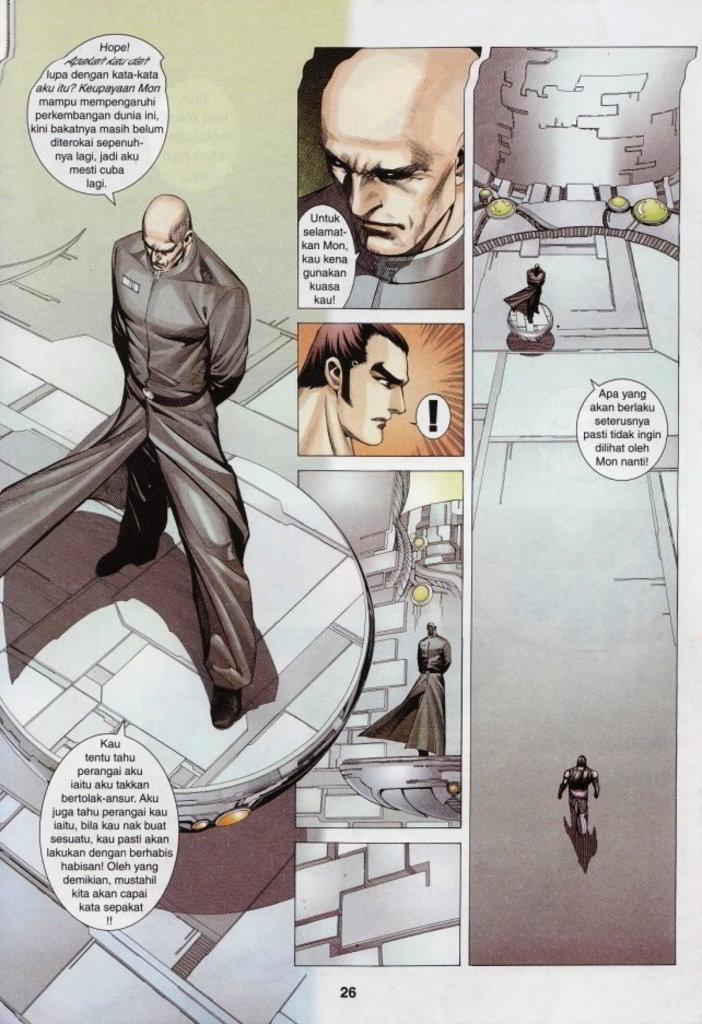 Hope!
Apakah kau dah
lupa dengan kata-kata
aku itu? Keupayaan Mon
mampu mempengaruhi
perkembangan dunia ini,
kini bakatnya masih belum
diterokai sepenuh-
nya lagi, jadi aku
mesti cuba
lagi.
Kau
tentu tahu
perangai aku
iaitu aku takkan
bertolak-ansur. Aku
juga tahu perangai kau
iaitu, bila kau nak buat
sesuatu, kau pasti akan
lakukan dengan berhabis
habisan! Oleh yang
demikian, mustahil
kita akan capai
kata sepakat
!!
Untuk
selamat-
kan Mon,
kau kena
gunakan
kuasa
kau!
!
Apa yang
akan berlaku
seterusnya
pasti tidak ingin
dilihat oleh
Mon nanti!
26